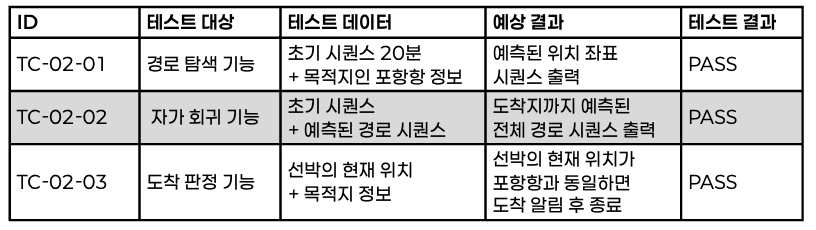 ID 테스트 대상 테스트 데이터 예상 결과 테스트 결과
TC-02-01 경로 탐색 기능 초기 시퀀스 20분 예측된 위치 좌표 PASS
+ 목적지인 포항항 정보 시퀀스 출력
TC-02-02 자가 회귀 기능 초기 시퀀스 도착지까지 예측된 PASS
+ 예측된 경로 시퀀스 전체 경로 시퀀스 출력
TC-02-03 도착 판정 기능 선박의 현재 위치 선박의 현재 위치가 PASS
+ 목적지 정보 포항항과 동일하면
도착 알림 후 종료